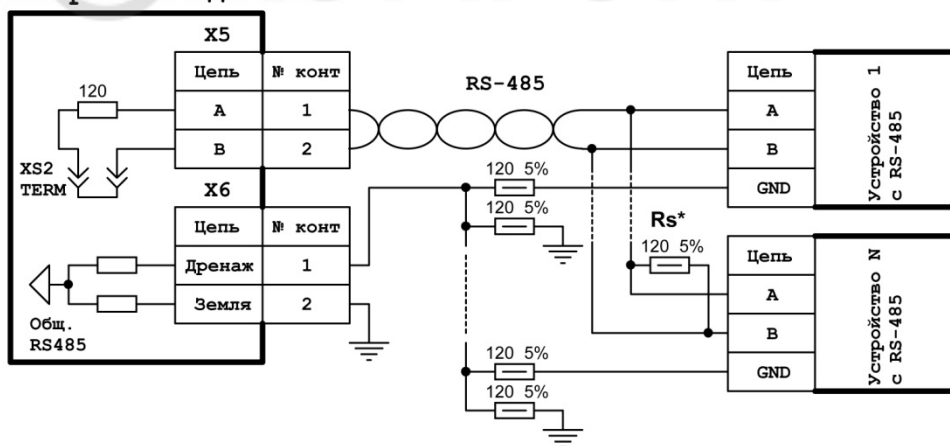 X5
Цепь № конт
A 1
B 2
120
XS2
TERM
X6
Цепь № конт
Дренаж 1
Земля 2
Общ.
RS485
RS-485
120 5%
120 5%
Rs*
120 5%
120 5%
120 5%
Цепь
A
B
GND
Устройство 1
с RS-485
Цепь
A
B
GND
Устройство N
с RS-485